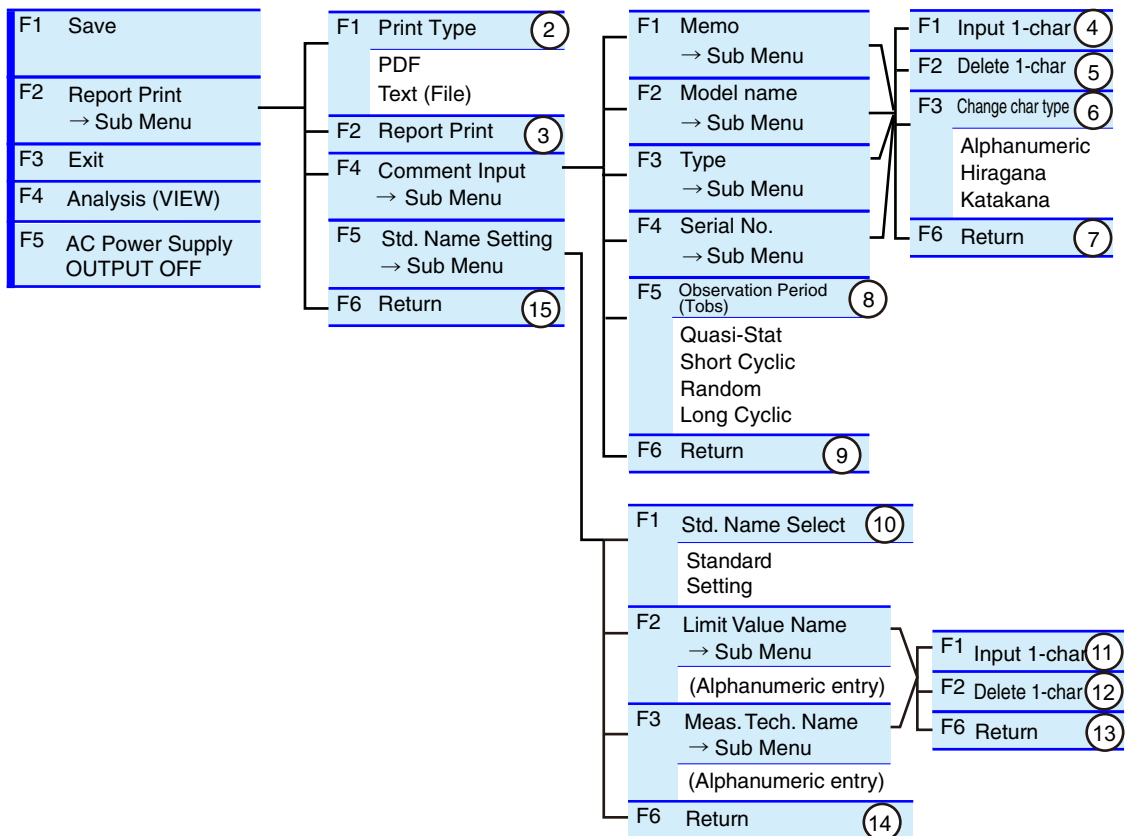 F1 Save
F2 Report Print
→ Sub Menu
F3 Exit
F4 Analysis (VIEW)
F5 AC Power Supply
OUTPUT OFF
F1 Print Type 2
PDF
Text (File)
F2 Report Print 3
F4 Comment Input
→ Sub Menu
F5 Std. Name Setting
→ Sub Menu
F6 Return 15
F1 Memo
→ Sub Menu
F2 Model name
→ Sub Menu
F3 Type
→ Sub Menu
F4 Serial No.
→ Sub Menu
F5 Observation Period
(Tobs) 8
Quasi-Stat
Short Cyclic
Random
Long Cyclic
F6 Return 9
F1 Input 1-char 4
F2 Delete 1-char 5
F3 Change char type 6
Alphanumeric
Hiragana
Katakana
F6 Return 7
F1 Std. Name Select 10
Standard
Setting
F2 Limit Value Name
→ Sub Menu
(Alphanumeric entry)
F3 Meas. Tech. Name
→ Sub Menu
(Alphanumeric entry)
F6 Return 14
F1 Input 1-char 11
F2 Delete 1-char 12
F6 Return 13